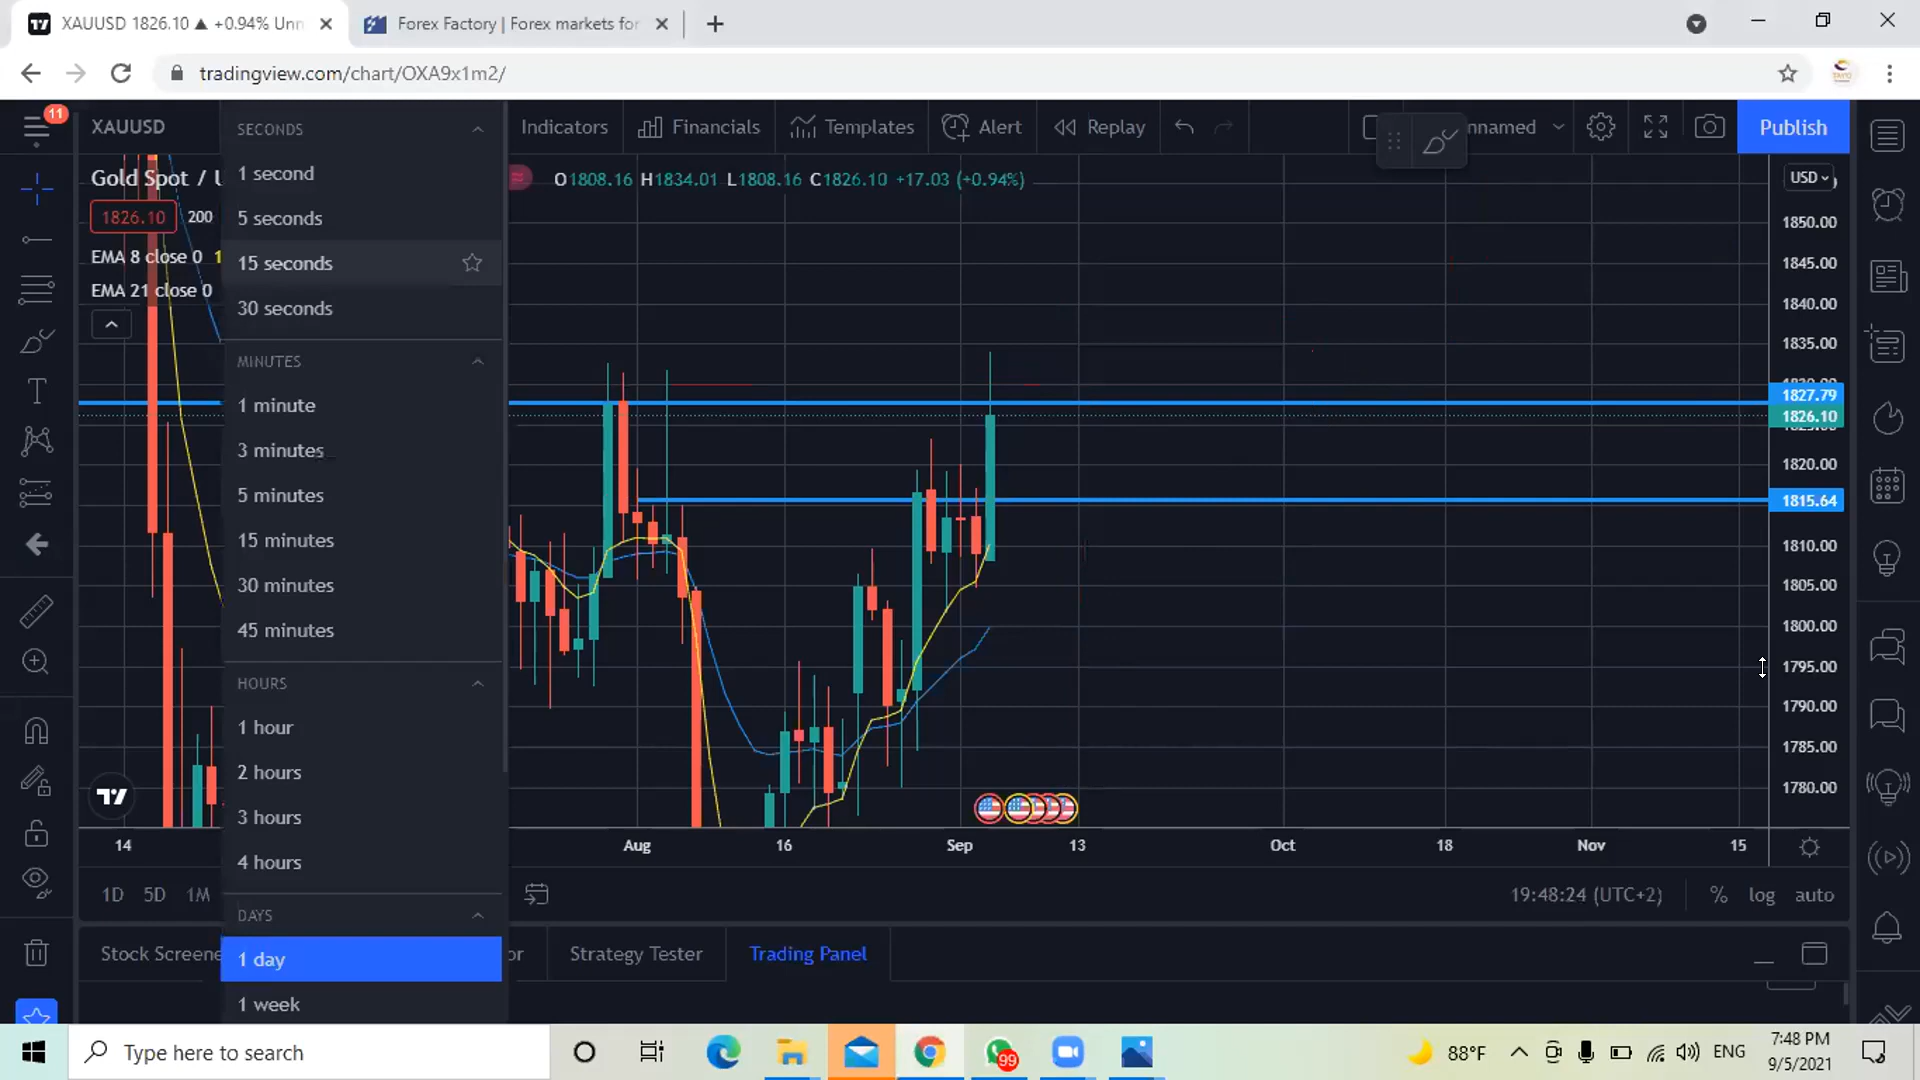 XAUUSD 1826.10 ▲ +0.94% Unn
Forex Factory | Forex markets for
tradingview.com/chart/OXA9x1m2/
11
XAUUSD
SECONDS
Indicators
Financials
Templates
Alert
Replay
nnamed
Publish
Gold Spot / U
1 second
O1808.16 H1834.01 L1808.16 C1826.10 +17.03 (+0.94%)
USD
1826.10
200
5 seconds
1850.00
EMA 8 close 0
15 seconds
1845.00
EMA 21 close 0
30 seconds
1840.00
1835.00
MINUTES
1 minute
1827.79
1826.10
3 minutes
1820.00
5 minutes
1815.64
15 minutes
1810.00
30 minutes
1805.00
45 minutes
1800.00
1795.00
HOURS
1790.00
1 hour
1785.00
2 hours
1780.00
3 hours
14
Aug
16
Sep
13
Oct
18
Nov
15
4 hours
1D
5D
1M
19:48:24 (UTC+2)
%
log
auto
DAYS
Stock Screene
1 day
or
Strategy Tester
Trading Panel
1 week
Type here to search
99
88°F
ENG
7:48 PM
9/5/2021